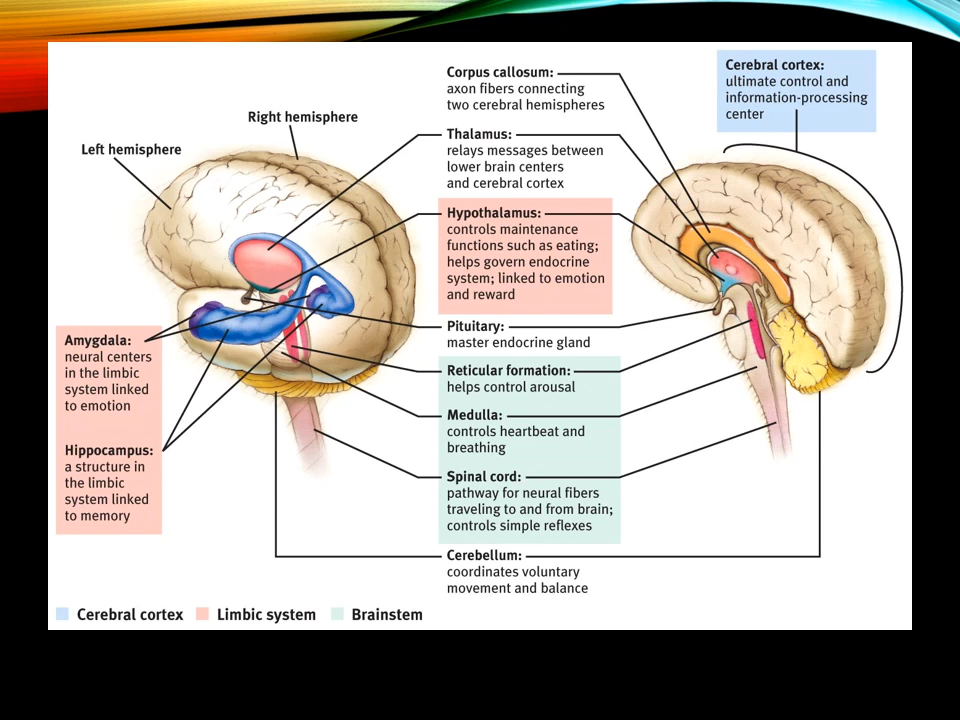 Left hemisphere
Right hemisphere
Corpus callosum:
axon fibers connecting
two cerebral hemispheres
Thalamus:
relays messages between
lower brain centers
and cerebral cortex
Hypothalamus:
controls maintenance
functions such as eating;
helps govern endocrine
system; linked to emotion
and reward
Pituitary:
master endocrine gland
Reticular formation:
helps control arousal
Medulla:
controls heartbeat and
breathing
Spinal cord:
pathway for neural fibers
traveling to and from brain;
controls simple reflexes
Cerebellum:
coordinates voluntary
movement and balance
Cerebral cortex:
ultimate control and
information-processing
center
Amygdala:
neural centers
in the limbic
system linked
to emotion
Hippocampus:
a structure in
the limbic
system linked
to memory
Cerebral cortex
Limbic system
Brainstem